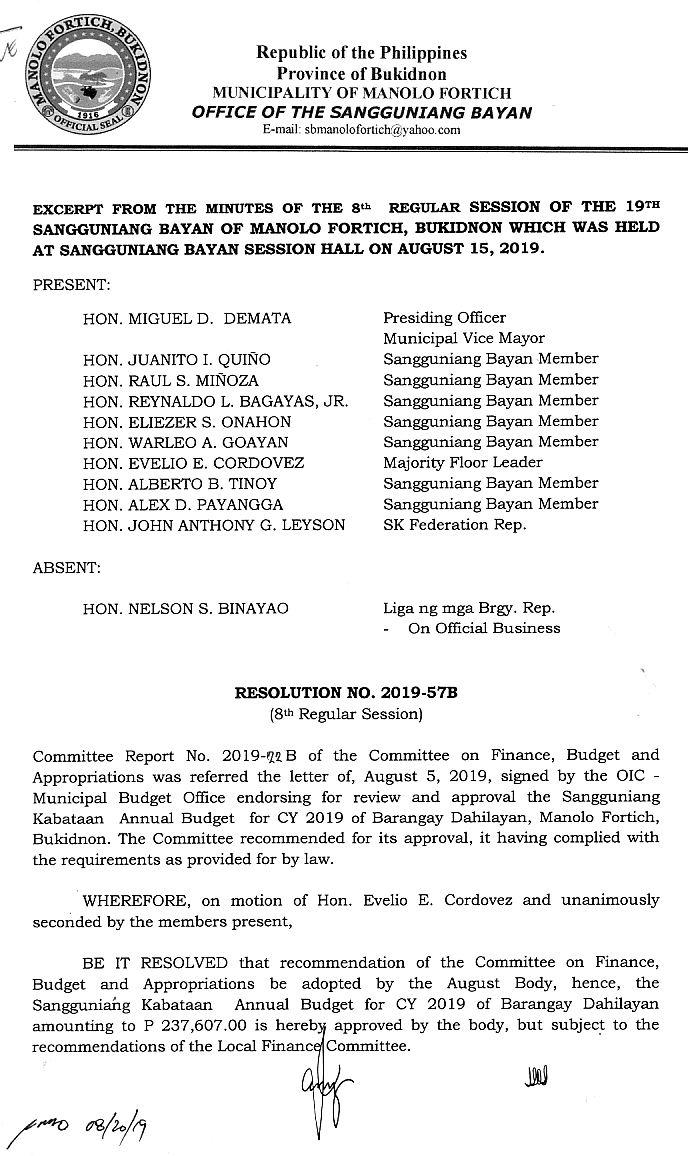 MANOLO FORTICH, BUKIDNON
1916
OFFICIAL SEAL
Republic of the Philippines
Province of Bukidnon
MUNICIPALITY OF MANOLO FORTICH
OFFICE OF THE SANGGUNIANG BAYAN
E-mail: sbmanolofortich@yahoo.com
EXCERPT FROM THE MINUTES OF THE 8th REGULAR SESSION OF THE 19TH
SANGGUNIANG BAYAN OF MANOLO FORTICH, BUKIDNON WHICH WAS HELD
AT SANGGUNIANG BAYAN SESSION HALL ON AUGUST 15, 2019.
PRESENT:
HON. MIGUEL D. DEMATA Presiding Officer
Municipal Vice Mayor
HON. JUANITO I. QUIÑO Sangguniang Bayan Member
HON. RAUL S. MIÑOZA Sangguniang Bayan Member
HON. REYNALDO L. BAGAYAS, JR. Sangguniang Bayan Member
HON. ELIEZER S. ONAHON Sangguniang Bayan Member
HON. WARLEO A. GOAYAN Sangguniang Bayan Member
HON. EVELIO E. CORDOVEZ Majority Floor Leader
HON. ALBERTO B. TINOY Sangguniang Bayan Member
HON. ALEX D. PAYANGGA Sangguniang Bayan Member
HON. JOHN ANTHONY G. LEYSON SK Federation Rep.
ABSENT:
HON. NELSON S. BINAYAO Liga ng mga Brgy. Rep.
- On Official Business
RESOLUTION NO. 2019-57B
(8th Regular Session)
Committee Report No. 2019- B of the Committee on Finance, Budget and
Appropriations was referred the letter of, August 5, 2019, signed by the OIC -
Municipal Budget Office endorsing for review and approval the Sangguniang
Kabataan Annual Budget for CY 2019 of Barangay Dahilayan, Manolo Fortich,
Bukidnon. The Committee recommended for its approval, it having complied with
the requirements as provided for by law.
WHEREFORE, on motion of Hon. Evelio E. Cordovez and unanimously
seconded by the members present,
BE IT RESOLVED that recommendation of the Committee on Finance,
Budget and Appropriations be adopted by the August Body, hence, the
Sangguniang Kabataan Annual Budget for CY 2019 of Barangay Dahilayan
amounting to P 237,607.00 is hereby approved by the body, but subject to the
recommendations of the Local Finance Committee.
08/20/19